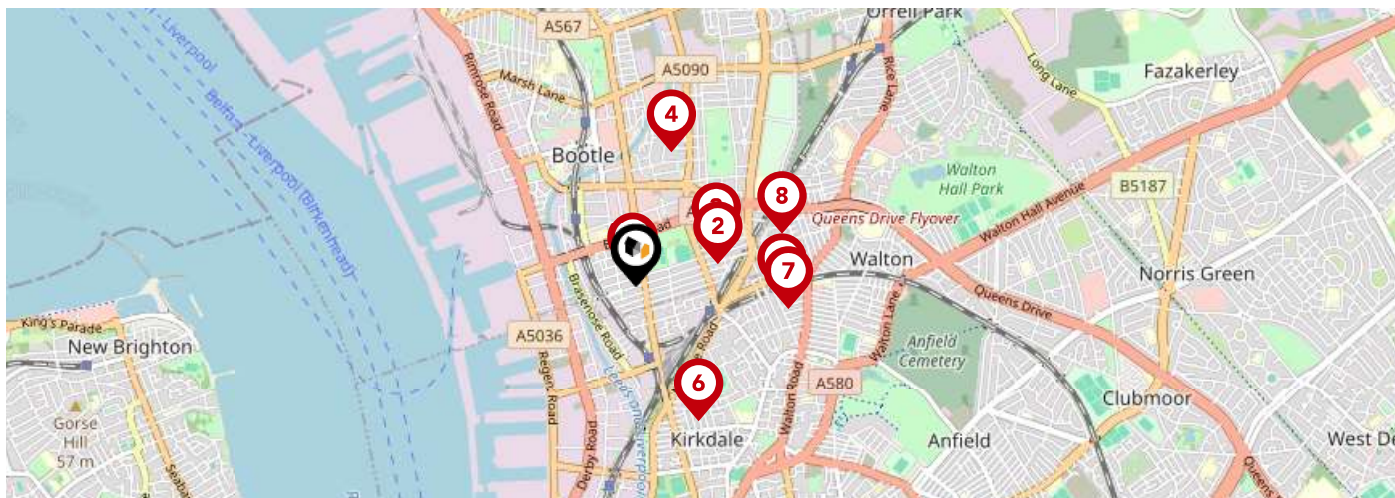 Orrell Park
A567
Liverpool
Rimrose Road
A5090
Rice Lane
Long Lane
Fazakerley
Marsh Lane
4
Bootle
Walton
Hall Park
B5187
Walton Hall Avenue
8
2
Queens Drive Flyover
Liverpool (Birkenhead)
7
Walton
Norris Green
Brasenose Road
Queens Drive
King's Parade
New Brighton
A5036
Walton Lane
Anfield
Cemetery
6
A580
Walton Road
Clubmoor
Gorse
Hill
57 m
Derby Road
Kirkdale
Anfield
West De